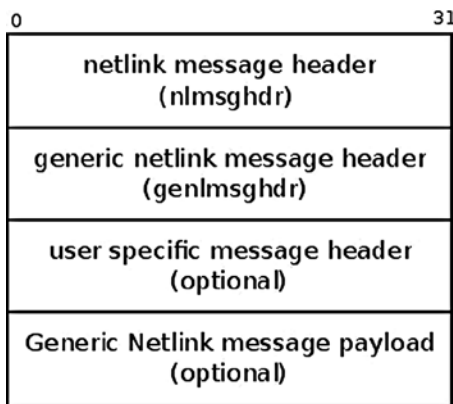 0 31
netlink message header
(nlmsghdr)
generic netlink message header
(genlmsghdr)
user specific message header
(optional)
Generic Netlink message payload
(optional)